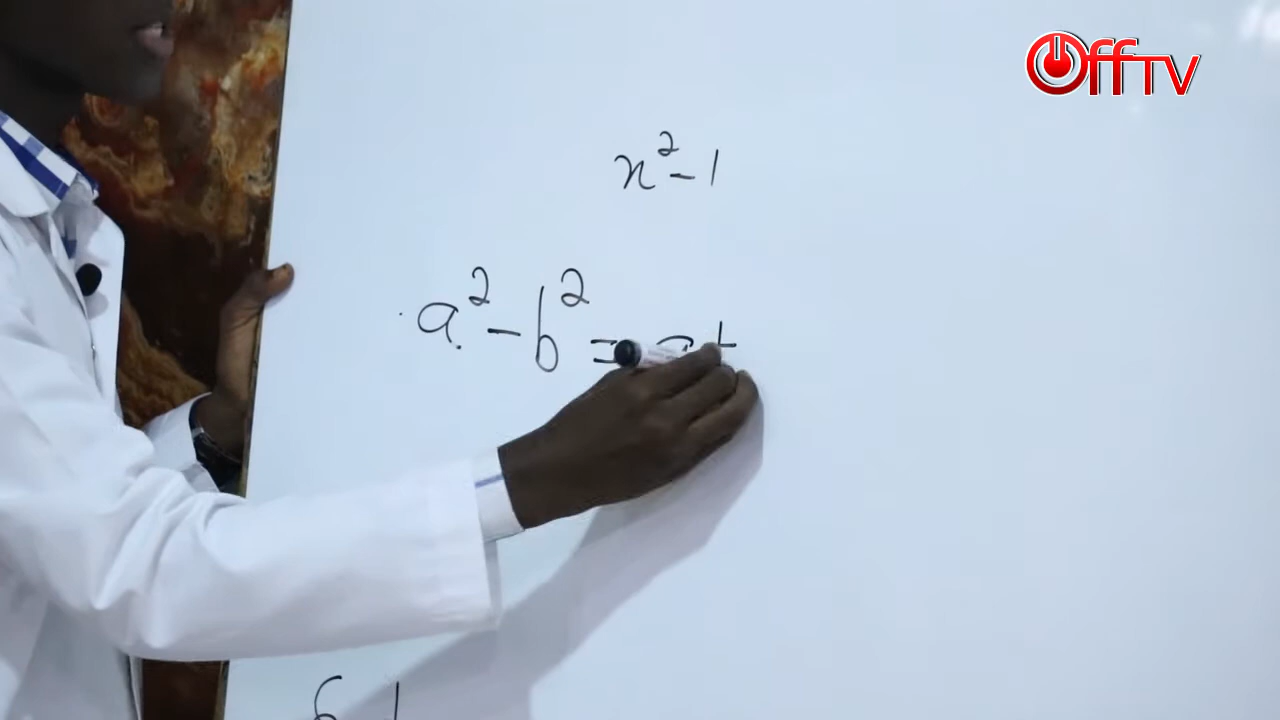 OffTV
x² - 1
a² - b² = a +